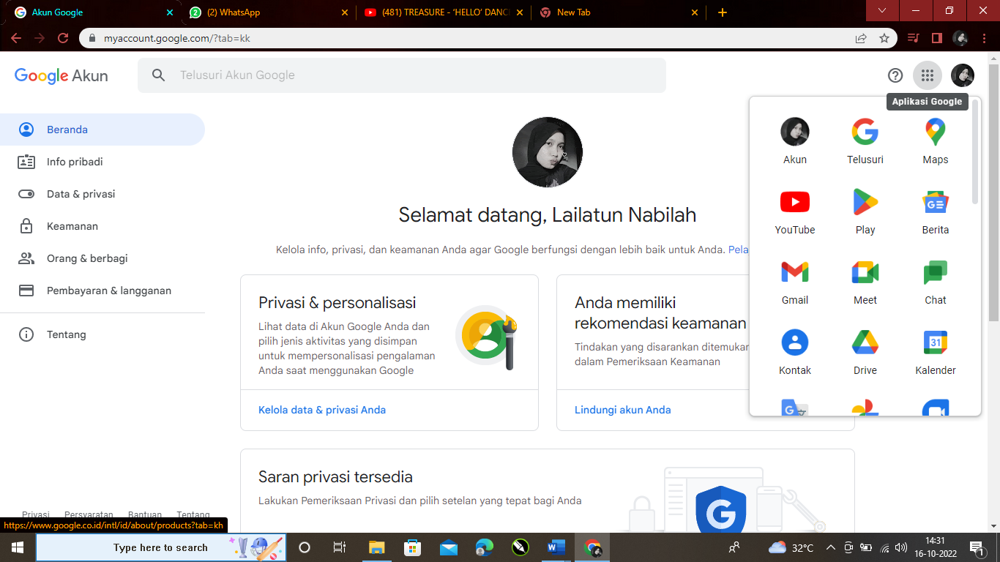 Akun Google
(2) WhatsApp
(481) TREASURE - ‘HELLO’ DANC
New Tab
myaccount.google.com/?tab=kk
Google Akun
Telusuri Akun Google
Aplikasi Google
Beranda
Info pribadi
Data & privasi
Keamanan
Orang & berbagi
Pembayaran & langganan
Tentang
Selamat datang, Lailatun Nabilah
Kelola info, privasi, dan keamanan Anda agar Google berfungsi dengan lebih baik untuk Anda. Pela
Privasi & personalisasi
Lihat data di Akun Google Anda dan
pilih jenis aktivitas yang disimpan
untuk mempersonalisasi pengalaman
Anda saat menggunakan Google
Kelola data & privasi Anda
Anda memiliki
rekomendasi keamanan
Tindakan yang disarankan ditemukan
dalam Pemeriksaan Keamanan
Lindungi akun Anda
Akun
Telusuri
Maps
YouTube
Play
Berita
Gmail
Meet
Chat
Kontak
Drive
31
Kalender
Saran privasi tersedia
Lakukan Pemeriksaan Privasi dan pilih setelan yang tepat bagi Anda
Privasi
Persyaratan
Bantuan
Tentang
https://www.google.co.id/intl/id/about/products?tab=kh
Type here to search
32°C
14:31
16-10-2022
1